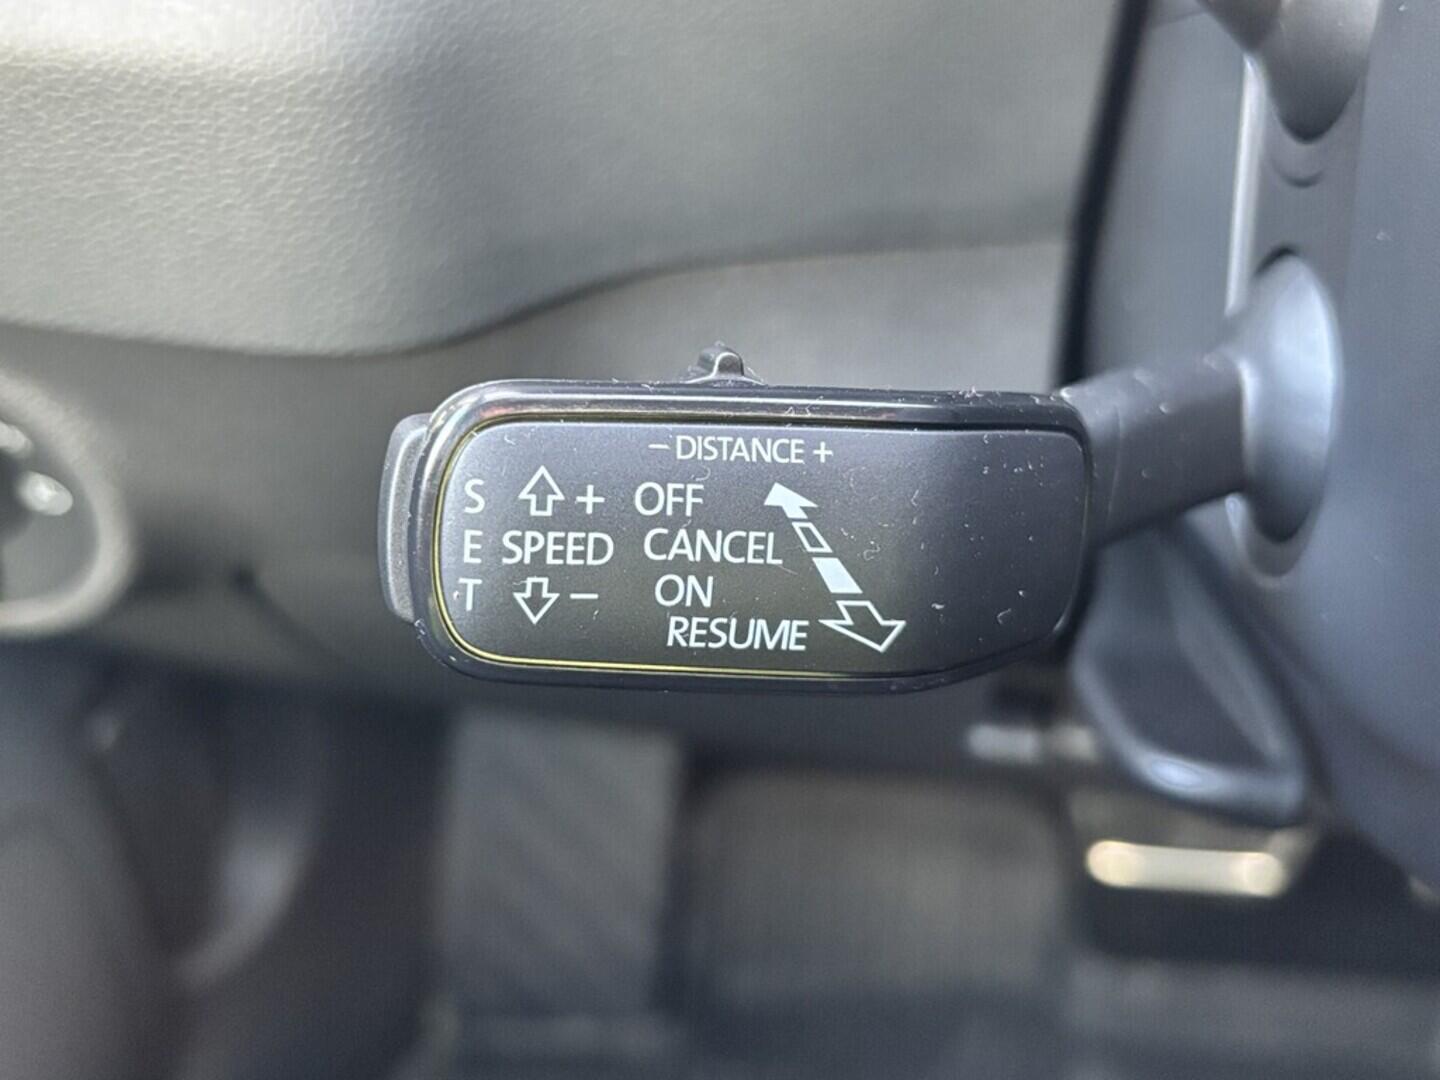 − DISTANCE +
S + OFF
E SPEED CANCEL
T − ON
RESUME